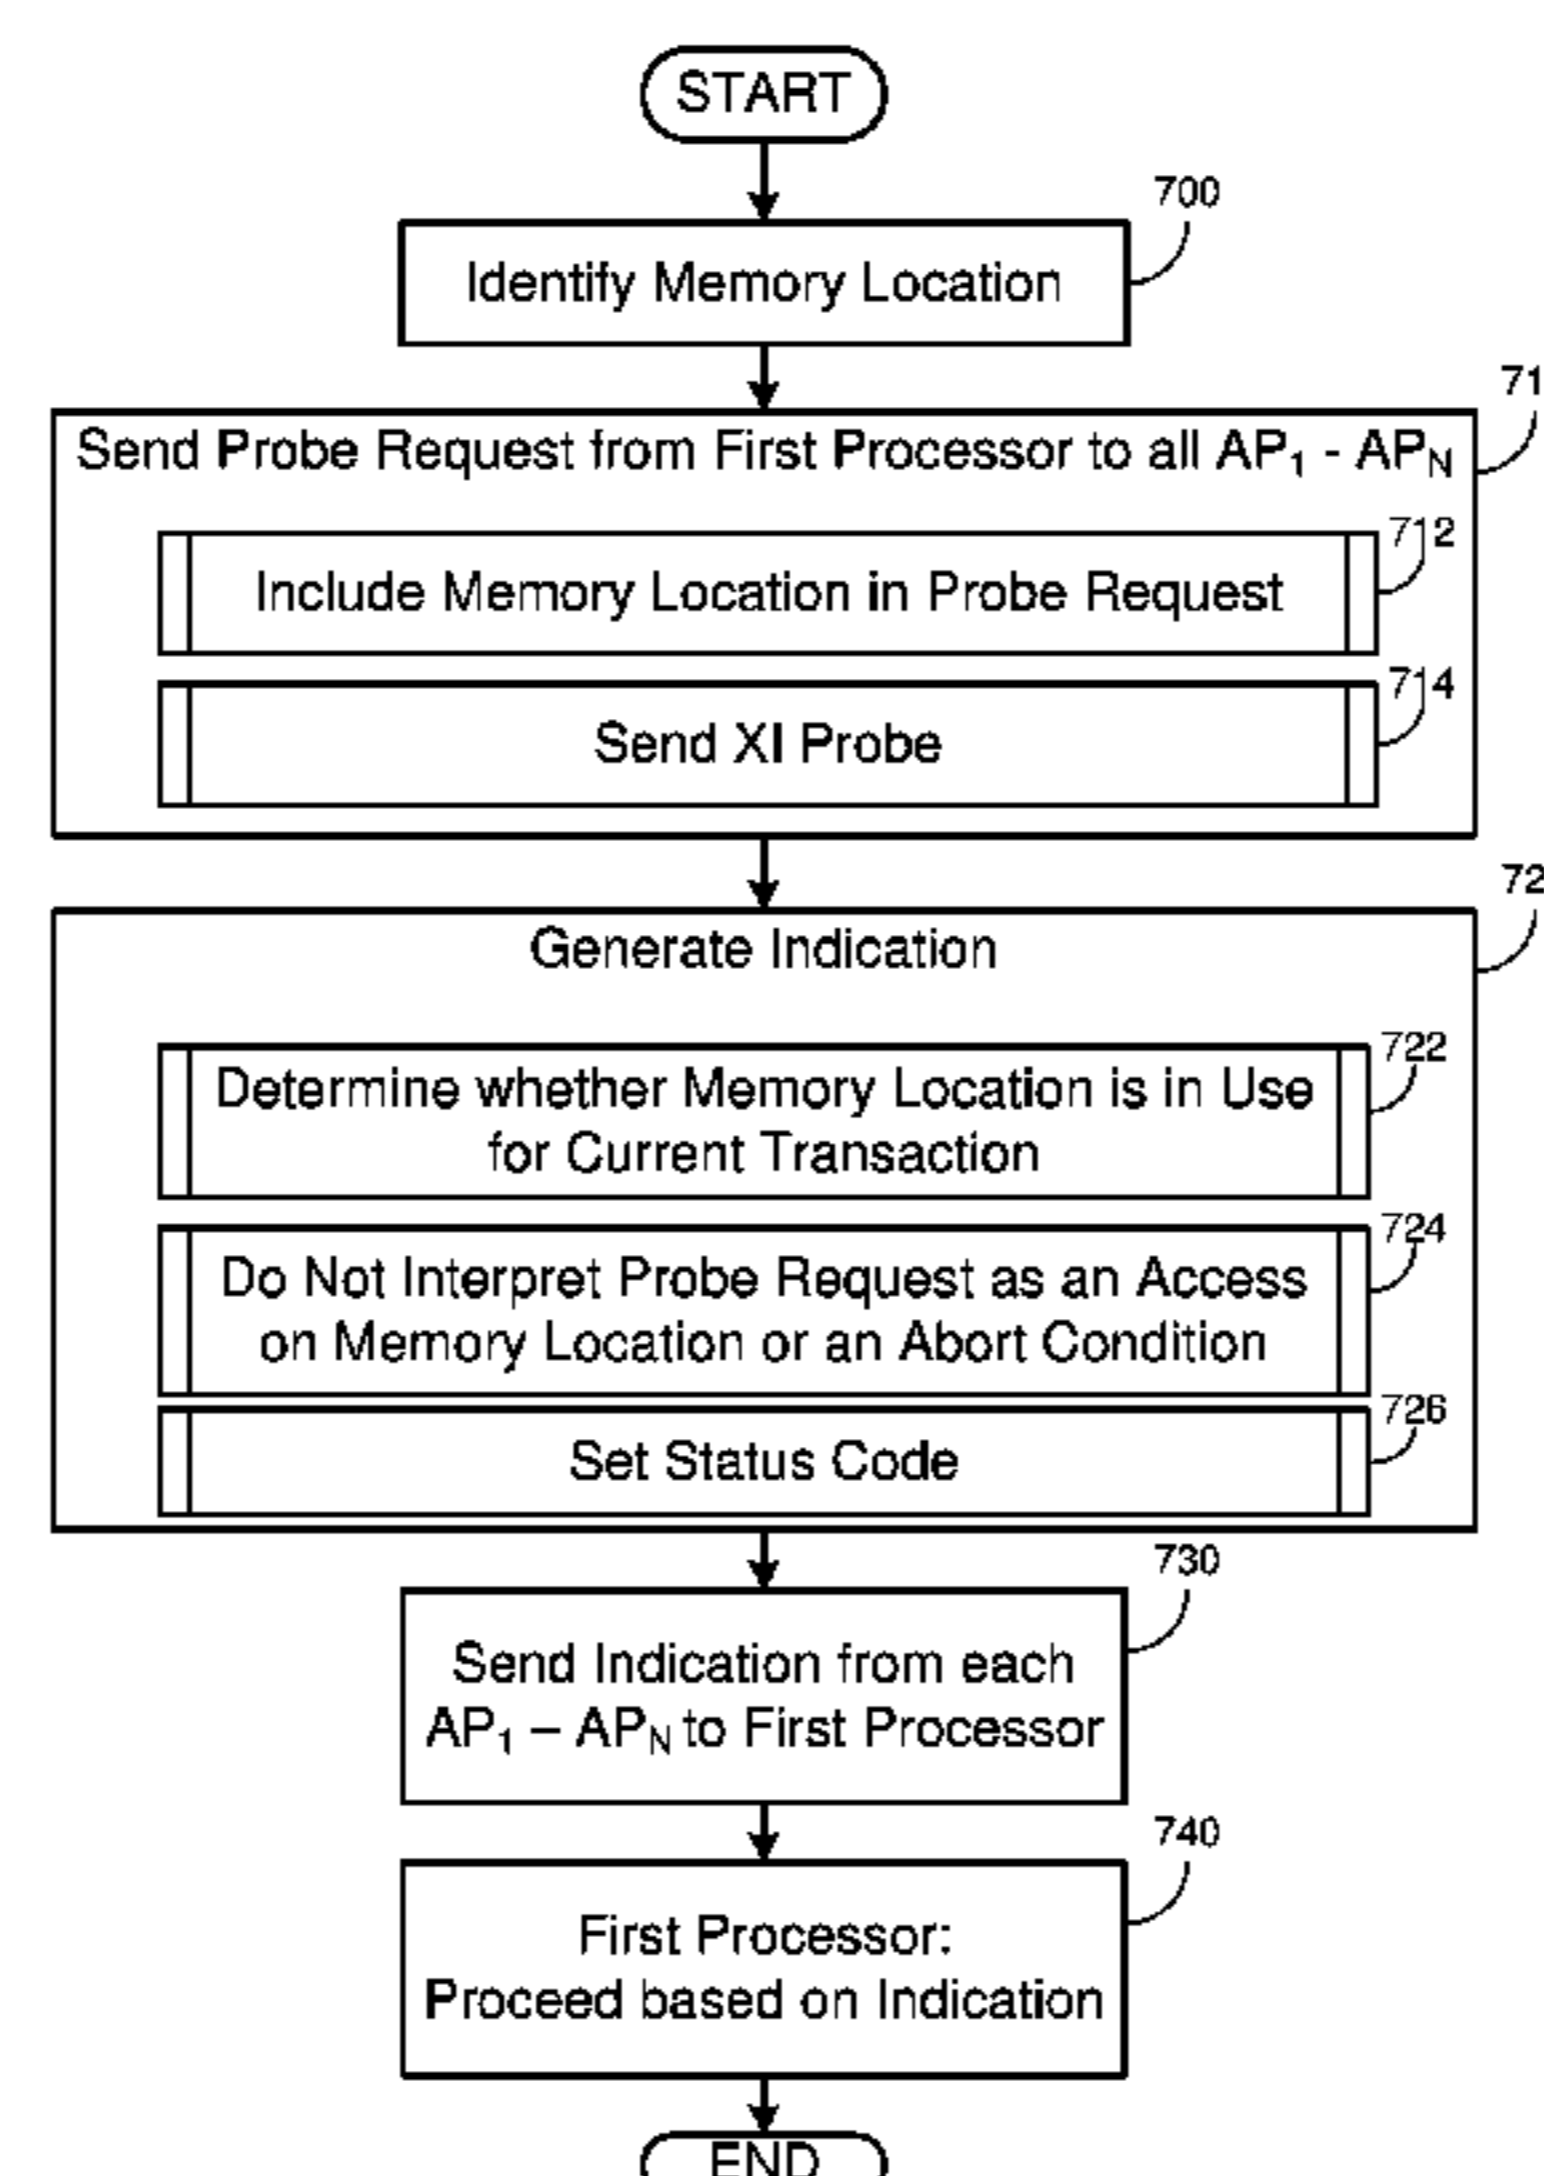 START
700
Identify Memory Location
71
Send Probe Request from First Processor to all AP₁ - APN
712
Include Memory Location in Probe Request
714
Send XI Probe
72
Generate Indication
722
Determine whether Memory Location is in Use
for Current Transaction
724
Do Not Interpret Probe Request as an Access
on Memory Location or an Abort Condition
726
Set Status Code
730
Send Indication from each
AP₁ – APN to First Processor
740
First Processor:
Proceed based on Indication
END